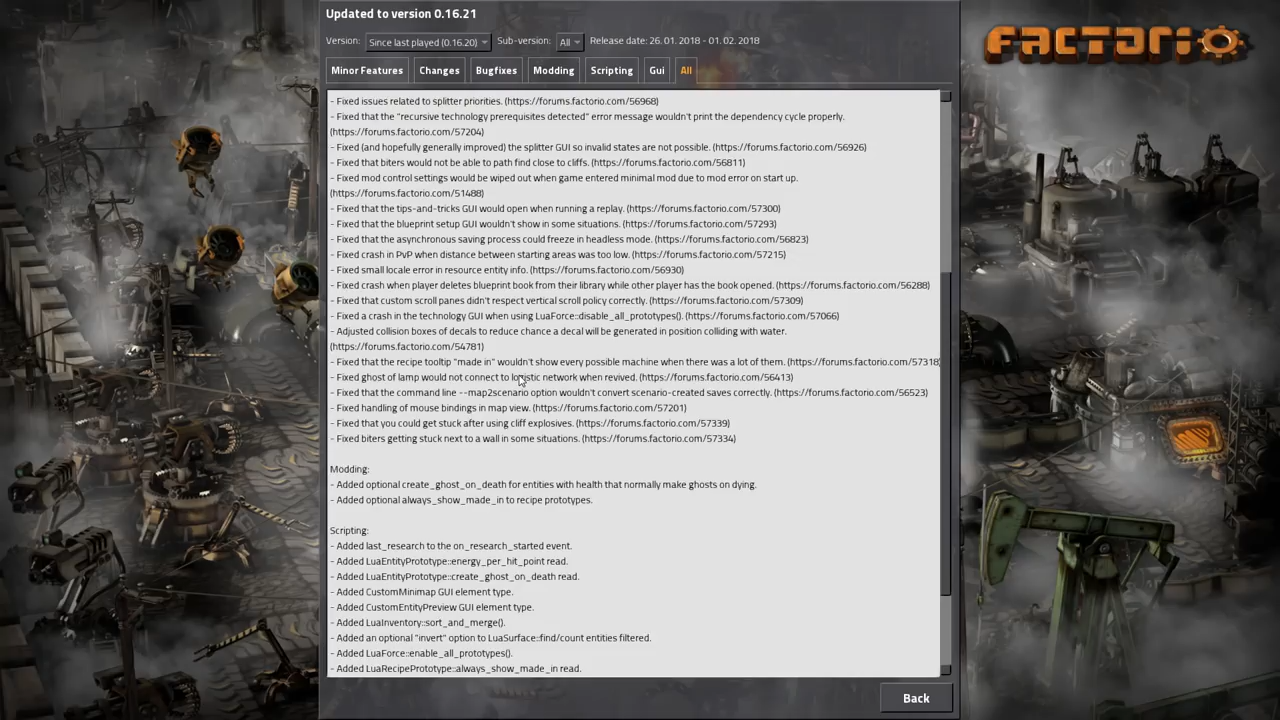 Updated to version 0.16.21
FACTORIO
Version: Since last played (0.16.20) Sub-version: All Release date: 26. 01. 2018 - 01. 02. 2018
Minor Features Changes Bugfixes Modding Scripting Gui All
- Fixed issues related to splitter priorities. (https://forums.factorio.com/56968)
- Fixed that the "recursive technology prerequisites detected" error message wouldn't print the dependency cycle properly.
(https://forums.factorio.com/57204)
- Fixed (and hopefully generally improved) the splitter GUI so invalid states are not possible. (https://forums.factorio.com/56926)
- Fixed that biters would not be able to path find close to cliffs. (https://forums.factorio.com/56811)
- Fixed mod control settings would be wiped out when game entered minimal mod due to mod error on start up.
(https://forums.factorio.com/51488)
- Fixed that the tips-and-tricks GUI would open when running a replay. (https://forums.factorio.com/57300)
- Fixed that the blueprint setup GUI wouldn't show in some situations. (https://forums.factorio.com/57293)
- Fixed that the asynchronous saving process could freeze in headless mode. (https://forums.factorio.com/56823)
- Fixed crash in PvP when distance between starting areas was too low. (https://forums.factorio.com/57215)
- Fixed small locale error in resource entity info. (https://forums.factorio.com/56930)
- Fixed crash when player deletes blueprint book from their library while other player has the book opened. (https://forums.factorio.com/56288)
- Fixed that custom scroll panes didn't respect vertical scroll policy correctly. (https://forums.factorio.com/57309)
- Fixed a crash in the technology GUI when using LuaForce::disable_all_prototypes(). (https://forums.factorio.com/57066)
- Adjusted collision boxes of decals to reduce chance a decal will be generated in position colliding with water.
(https://forums.factorio.com/54781)
- Fixed that the recipe tooltip "made in" wouldn't show every possible machine when there was a lot of them. (https://forums.factorio.com/57318)
- Fixed ghost of lamp would not connect to logistic network when revived. (https://forums.factorio.com/56413)
- Fixed that the command line --map2scenario option wouldn't convert scenario-created saves correctly. (https://forums.factorio.com/56523)
- Fixed handling of mouse bindings in map view. (https://forums.factorio.com/57201)
- Fixed that you could get stuck after using cliff explosives. (https://forums.factorio.com/57339)
- Fixed biters getting stuck next to a wall in some situations. (https://forums.factorio.com/57334)
Modding:
- Added optional create_ghost_on_death for entities with health that normally make ghosts on dying.
- Added optional always_show_made_in to recipe prototypes.
Scripting:
- Added last_research to the on_research_started event.
- Added LuaEntityPrototype::energy_per_hit_point read.
- Added LuaEntityPrototype::create_ghost_on_death read.
- Added CustomMinimap GUI element type.
- Added CustomEntityPreview GUI element type.
- Added LuaInventory::sort_and_merge().
- Added an optional "invert" option to LuaSurface::find/count entities filtered.
- Added LuaForce::enable_all_prototypes().
- Added LuaRecipePrototype::always_show_made_in read.
Back